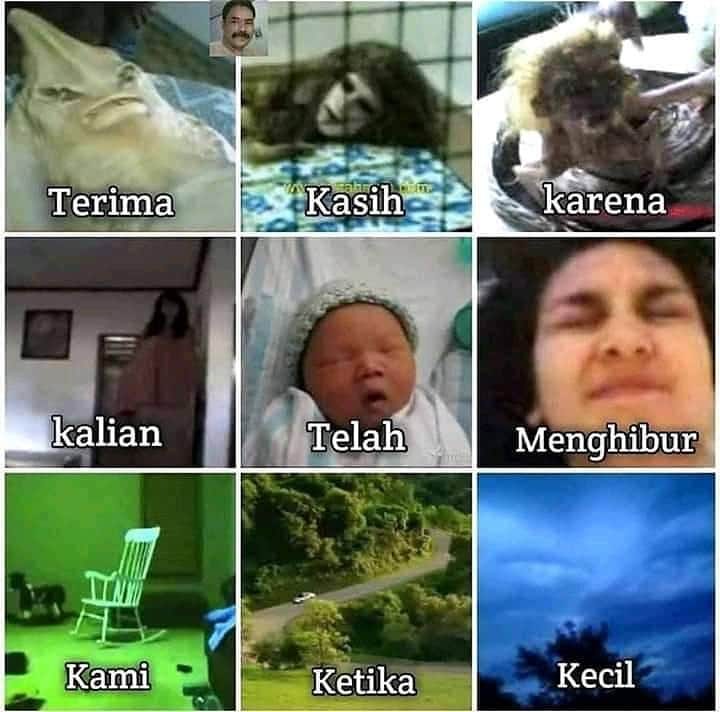 Terima
Kasih
karena
kalian
Telah
Menghibur
Kami
Ketika
Kecil